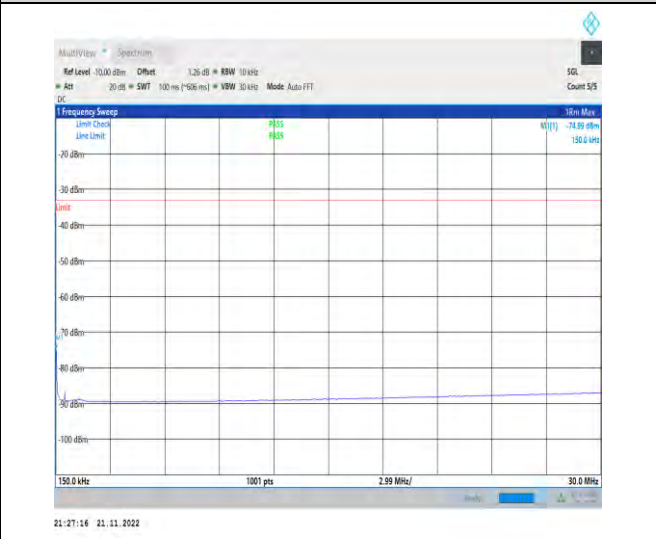 MultiView Spectrum
Ref Level -10.00 dBm Offset 1.26 dB RBW 10 kHz SGL
Att 20 dB SWT 100 ms (~606 ms) VBW 30 kHz Mode Auto FFT Count 5/5
DC
1 Frequency Sweep 1Rm Max
Limit Check PASS M1[1] -74.99 dBm
Line Limit PASS 150.0 kHz
-20 dBm
-30 dBm
Limit
-40 dBm
-50 dBm
-60 dBm
-70 dBm
M1
-80 dBm
-90 dBm
-100 dBm
150.0 kHz 1001 pts 2.99 MHz/ 30.0 MHz
Ready
21:27:16 21.11.2022